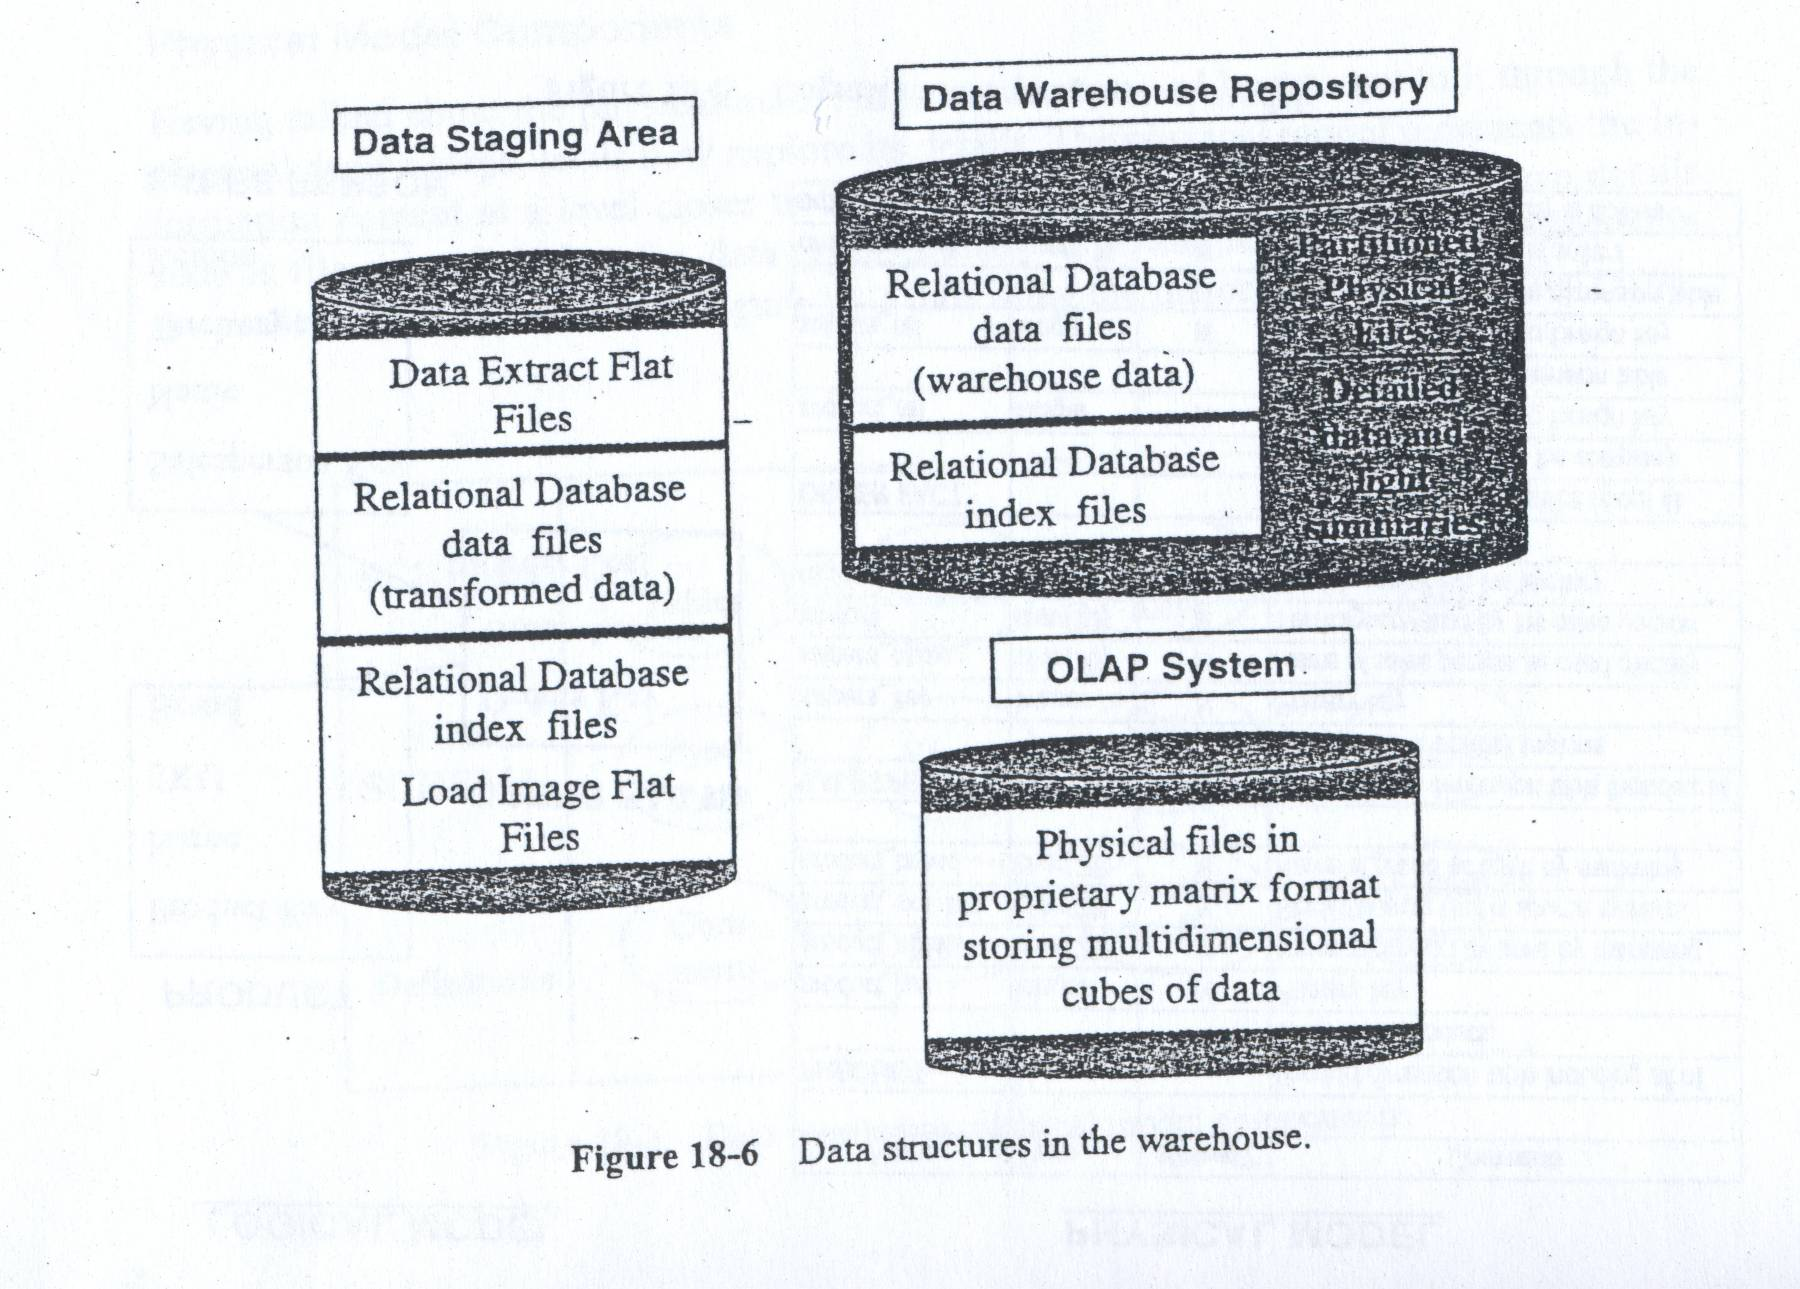 Data Staging Area
Data Extract Flat
Files
Relational Database
data files
(transformed data)
Relational Database
index files
Load Image Flat
Files
Data Warehouse Repository
Relational Database
data files
(warehouse data)
Relational Database
index files
Partitioned
Physical
Files
Detailed
data and
light
summaries
OLAP System
Physical files in
proprietary matrix format
storing multidimensional
cubes of data
Figure 18-6 Data structures in the warehouse.